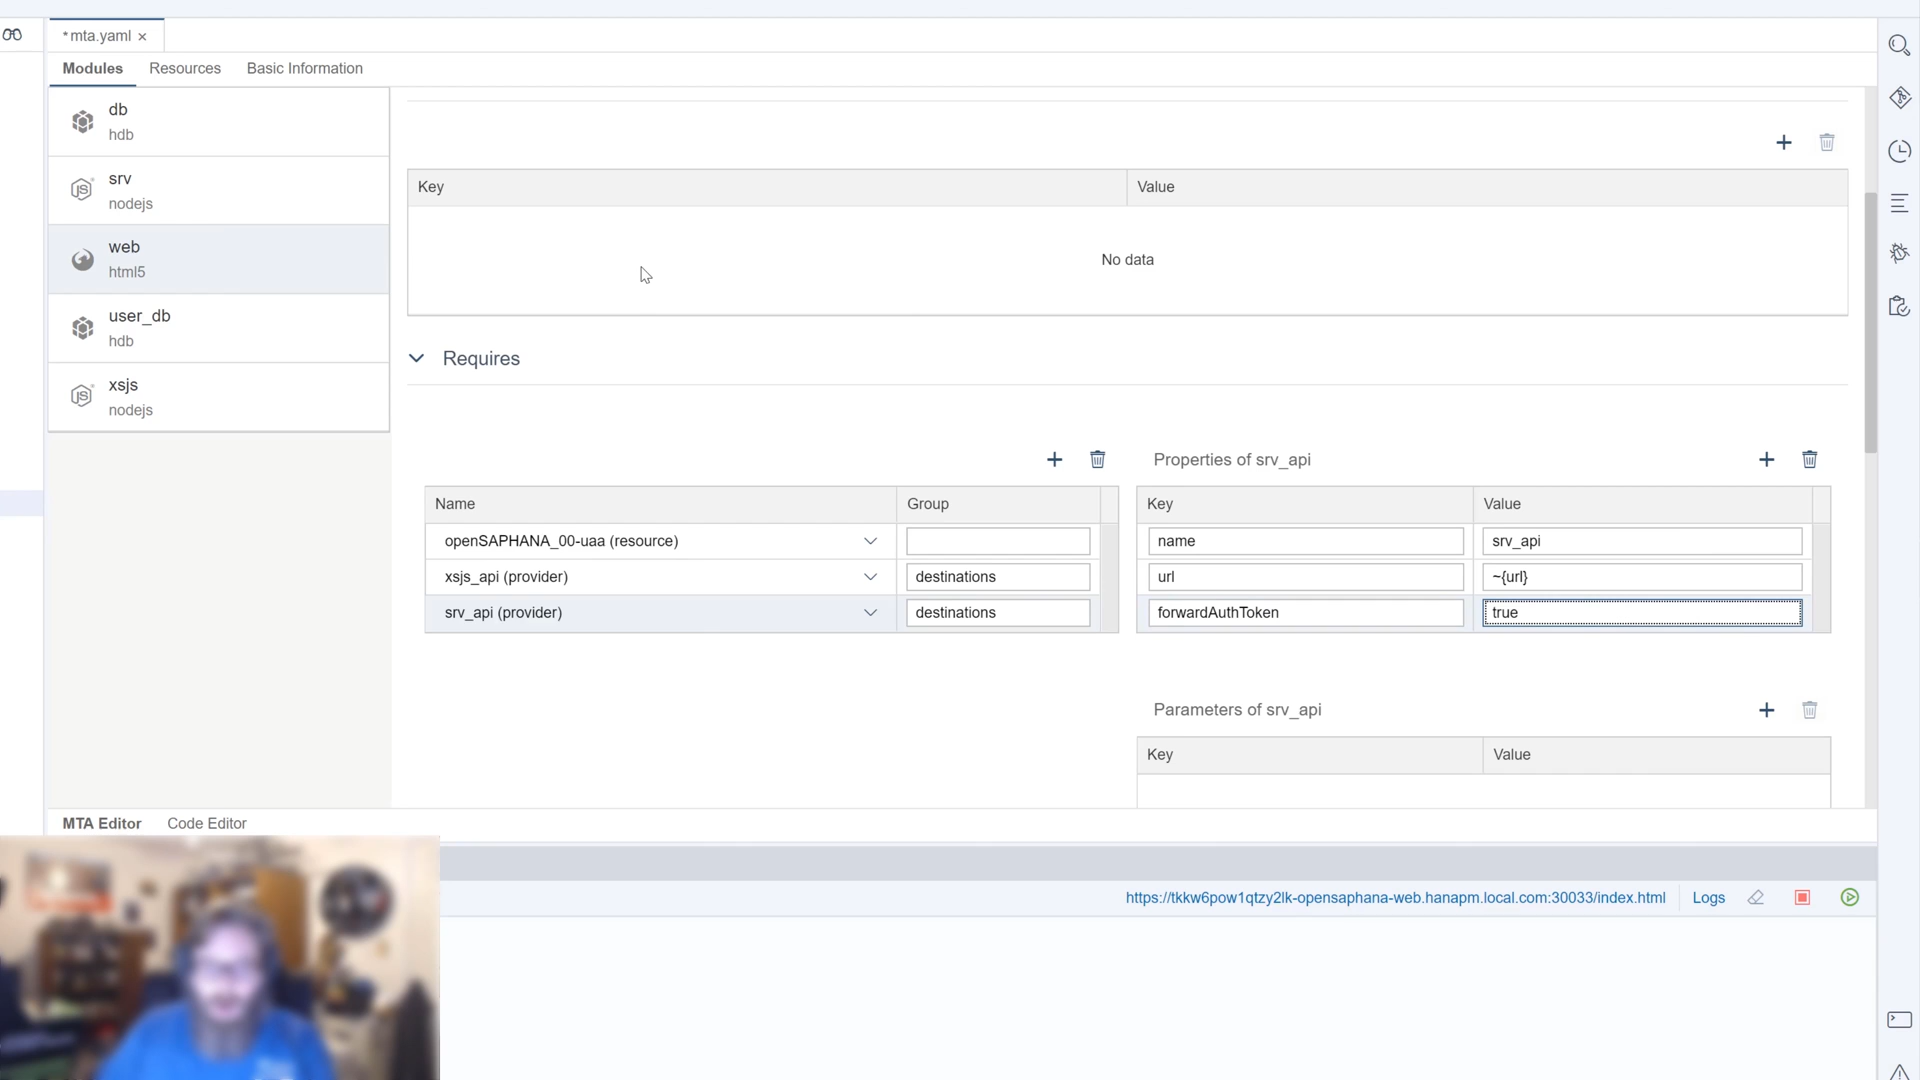 *mta.yaml ×
Modules Resources Basic Information
db
hdb
srv
nodejs
web
html5
user_db
hdb
xsjs
nodejs
Key Value
No data
Requires
Properties of srv_api
Name Group
openSAPHANA_00-uaa (resource)
xsjs_api (provider) destinations
srv_api (provider) destinations
Key Value
name srv_api
url ~{url}
forwardAuthToken true
Parameters of srv_api
Key Value
MTA Editor Code Editor
https://tkkw6pow1qtzy2lk-opensaphana-web.hanapm.local.com:30033/index.html Logs